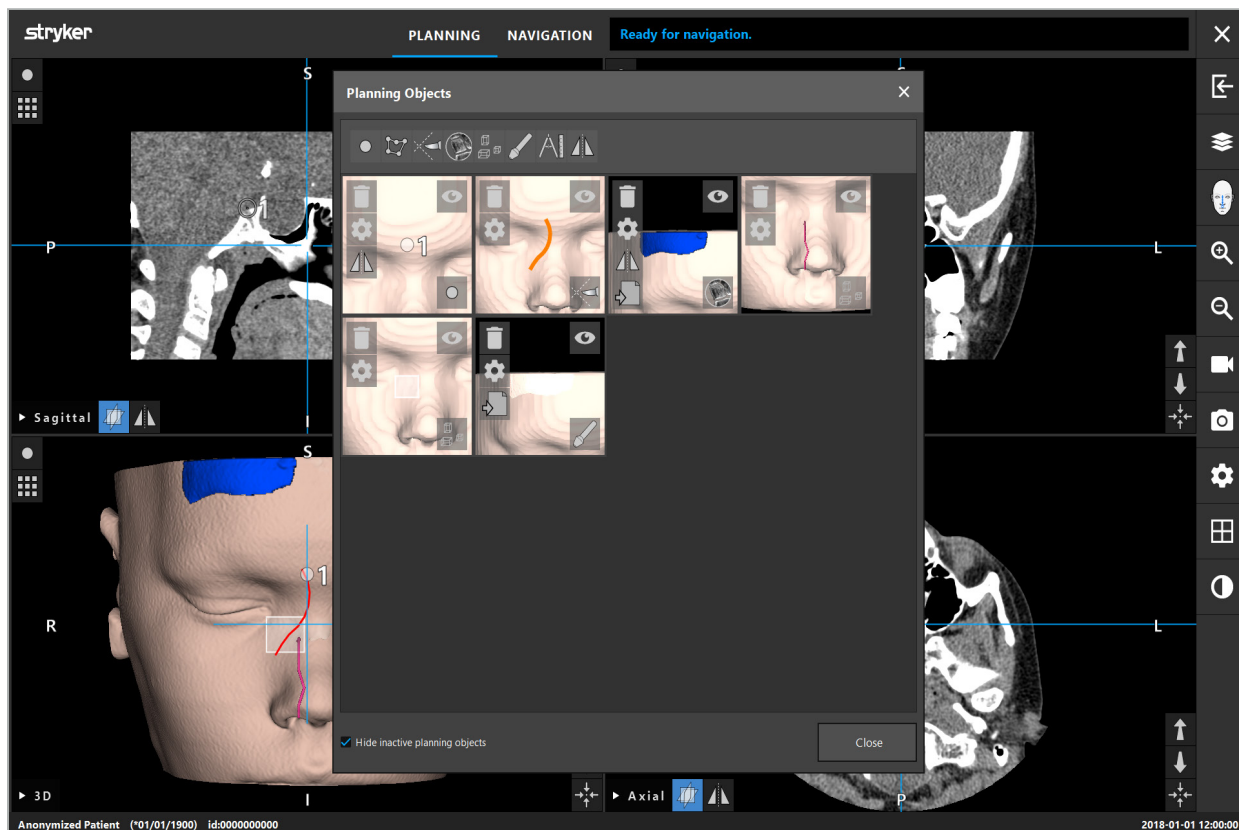 stryker
PLANNING NAVIGATION Ready for navigation.
S
Planning Objects
1
P
L
1
Sagittal
I
S
1
R
L
Hide inactive planning objects
Close
3D
I
Axial
P
Anonymized Patient (*01/01/1900) id:0000000000
2018-01-01 12:00:00